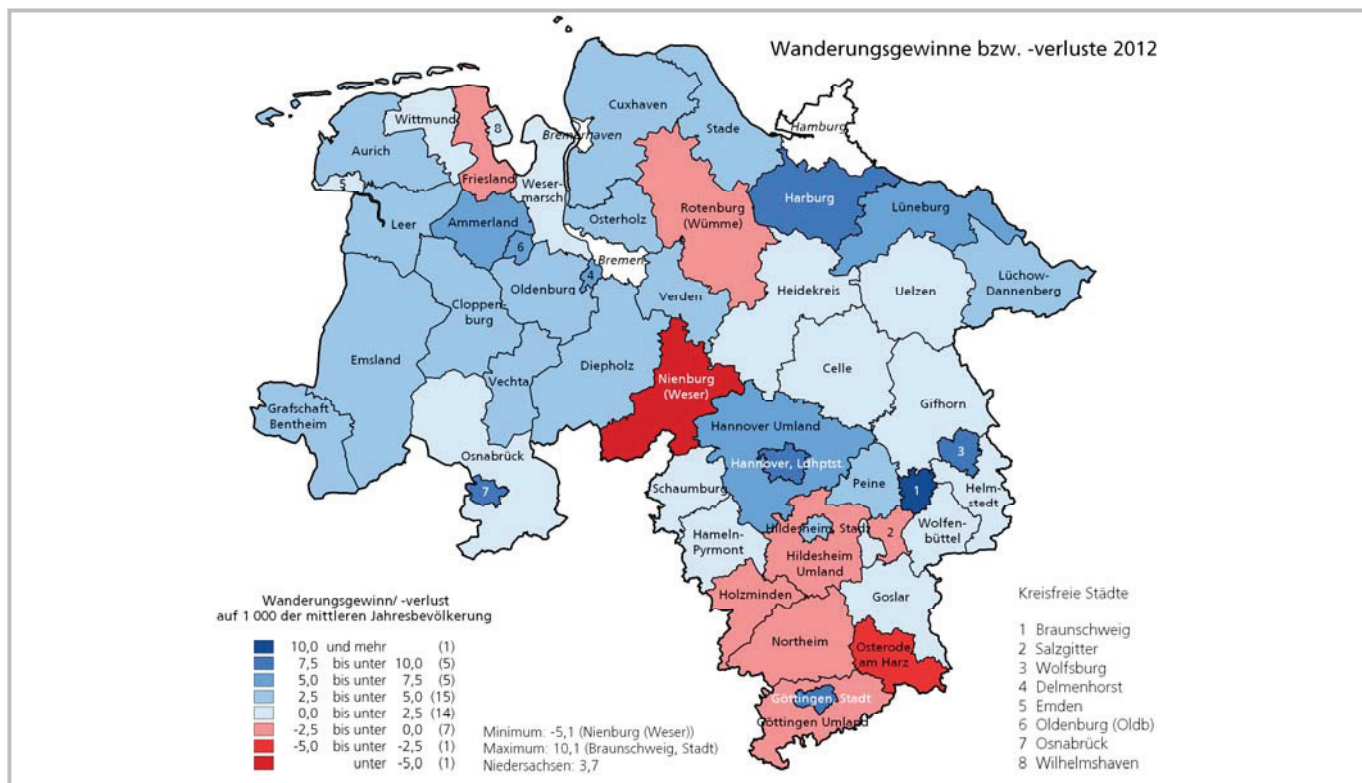 Wanderungsgewinne bzw. -verluste 2012
Cuxhaven
Wittmund
8
Bremerhaven
Stade
Hamburg
Aurich
5
Friesland
Weser-
marsch
Harburg
Lüneburg
Leer
Ammerland
Osterholz
Rotenburg
(Wümme)
6
Bremen
4
Oldenburg
Verden
Heidekreis
Uelzen
Lüchow-
Dannenberg
Cloppen-
burg
Emsland
Vechta
Diepholz
Nienburg
(Weser)
Celle
Gifhorn
Grafschaft
Bentheim
Hannover Umland
Osnabrück
7
Hannover, Ldhptst.
3
Schaumburg
Peine
1
Helm-
stedt
Hameln-
Pyrmont
Hildesheim, Stadt
2
Wolfen-
büttel
Hildesheim
Umland
Holzminden
Goslar
Northeim
Osterode
am Harz
Göttingen, Stadt
Göttingen Umland
Wanderungsgewinn/ -verlust
auf 1 000 der mittleren Jahresbevölkerung
10,0 und mehr (1)
7,5 bis unter 10,0 (5)
5,0 bis unter 7,5 (5)
2,5 bis unter 5,0 (15)
0,0 bis unter 2,5 (14)
-2,5 bis unter 0,0 (7)
-5,0 bis unter -2,5 (1)
unter -5,0 (1)
Minimum: -5,1 (Nienburg (Weser))
Maximum: 10,1 (Braunschweig, Stadt)
Niedersachsen: 3,7
Kreisfreie Städte
1 Braunschweig
2 Salzgitter
3 Wolfsburg
4 Delmenhorst
5 Emden
6 Oldenburg (Oldb)
7 Osnabrück
8 Wilhelmshaven